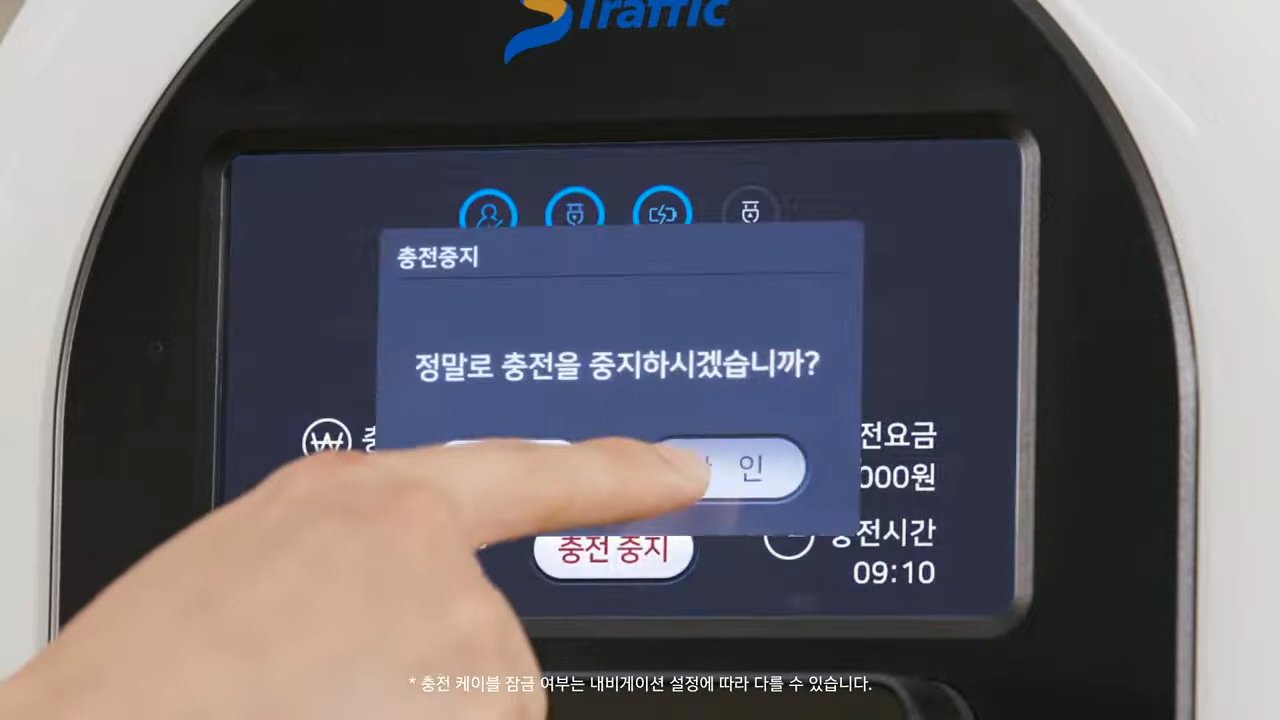 Traffic
충전중지
정말로 충전을 중지하시겠습니까?
인
전요금
000원
충전 중지
충전시간
09:10
* 충전 케이블 잠금 여부는 내비게이션 설정에 따라 다를 수 있습니다.